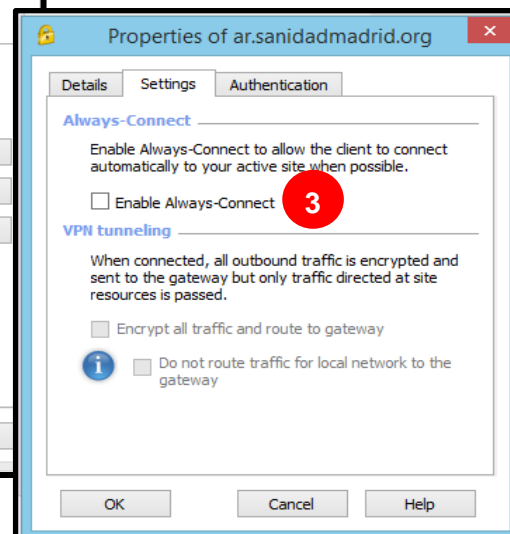 Properties of ar.sanidadmadrid.org
Details Settings Authentication
Always-Connect
Enable Always-Connect to allow the client to connect
automatically to your active site when possible.
Enable Always-Connect 3
VPN tunneling
When connected, all outbound traffic is encrypted and
sent to the gateway but only traffic directed at site
resources is passed.
Encrypt all traffic and route to gateway
Do not route traffic for local network to the
gateway
OK Cancel Help